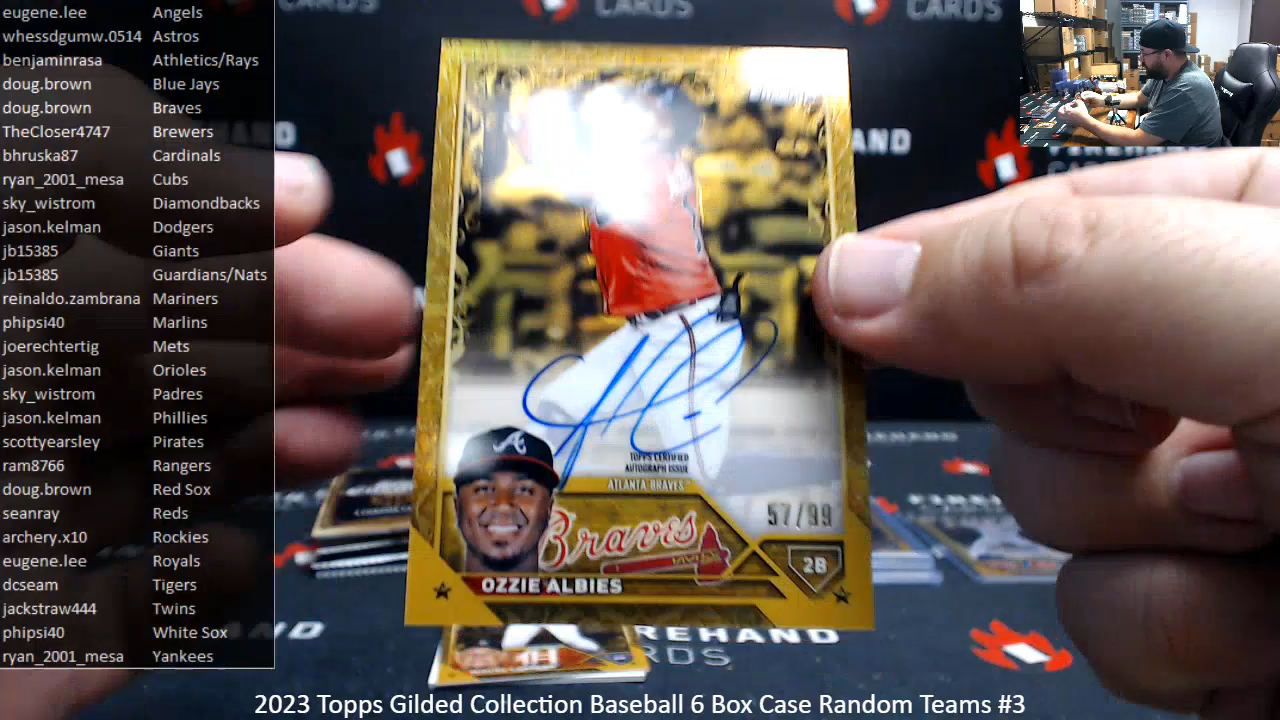 eugene.lee Angels
whessdgumw.0514 Astros
benjaminrasa Athletics/Rays
doug.brown Blue Jays
doug.brown Braves
TheCloser4747 Brewers
bhruska87 Cardinals
ryan_2001_mesa Cubs
sky_wistrom Diamondbacks
jason.kelman Dodgers
jb15385 Giants
jb15385 Guardians/Nats
reinaldo.zambrana Mariners
phipsi40 Marlins
joerechtertig Mets
jason.kelman Orioles
sky_wistrom Padres
jason.kelman Phillies
scottyearsley Pirates
ram8766 Rangers
doug.brown Red Sox
seanray Reds
archery.x10 Rockies
eugene.lee Royals
dcseam Tigers
jackstraw444 Twins
phipsi40 White Sox
ryan_2001_mesa Yankees
CARDS
CARDS
TOPPS CERTIFIED
AUTOGRAPH ISSUE
ATLANTA BRAVES™
57/99
Braves
2B
OZZIE ALBIES
REHAND
RDS
2023 Topps Gilded Collection Baseball 6 Box Case Random Teams #3